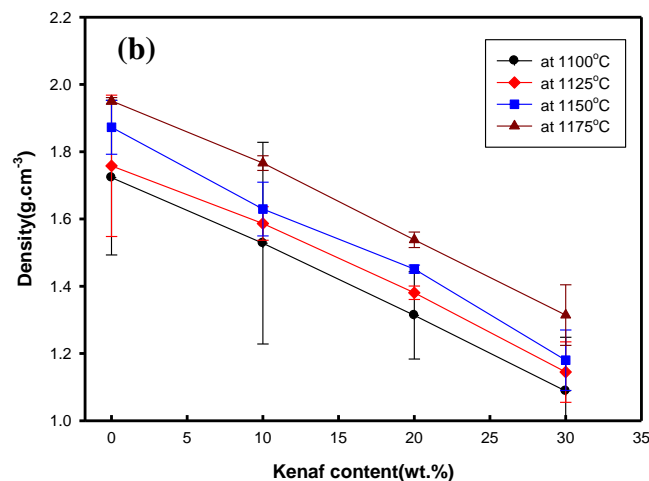 (b)
at 1100°C
at 1125°C
at 1150°C
at 1175°C
Density(g.cm-3)
2.2
2.0
1.8
1.6
1.4
1.2
1.0
0 5 10 15 20 25 30 35
Kenaf content(wt.%)